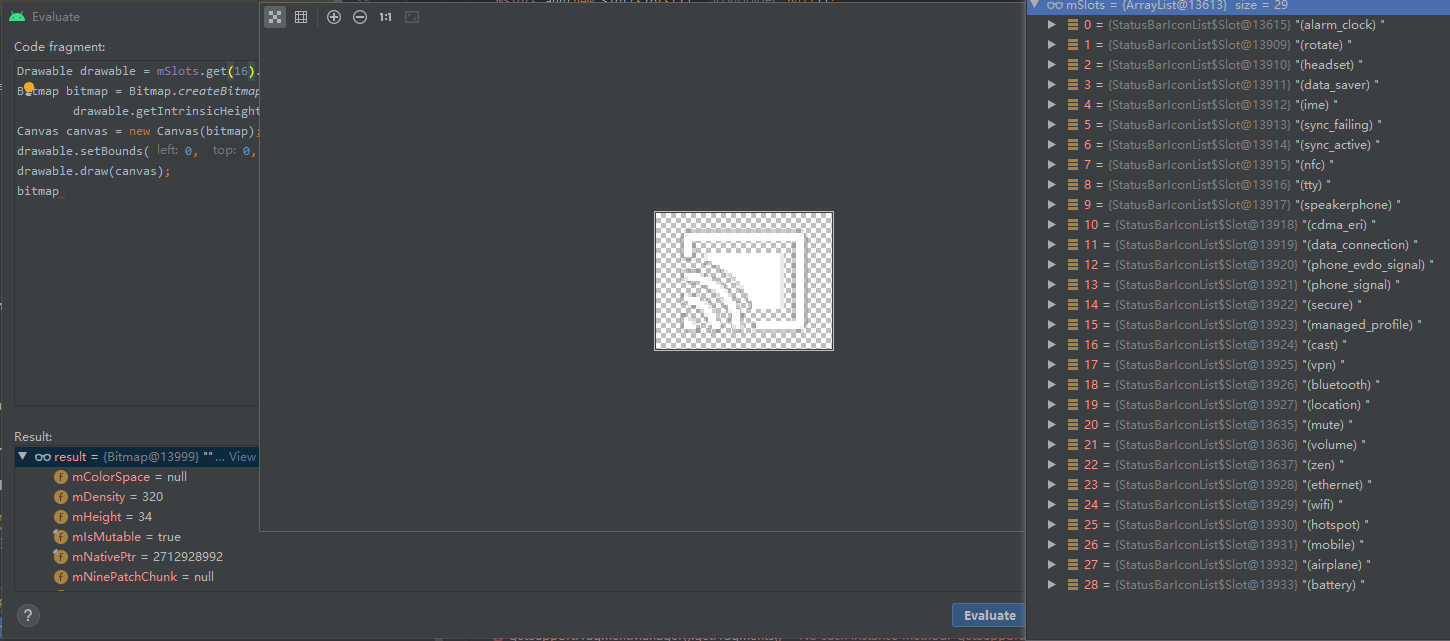 Evaluate
Code fragment:
Drawable drawable = mSlots.get(16).
Bitmap bitmap = Bitmap.createBitmap
drawable.getIntrinsicHeight
Canvas canvas = new Canvas(bitmap);
drawable.setBounds( left: 0, top: 0,
drawable.draw(canvas);
bitmap
1:1
Result:
result = {Bitmap@13999} "" ... View
mColorSpace = null
mDensity = 320
mHeight = 34
mIsMutable = true
mNativePtr = 2712928992
mNinePatchChunk = null
?
Evaluate
mSlots = {ArrayList@13613} size = 29
0 = {StatusBarIconList$Slot@13615} "(alarm_clock) "
1 = {StatusBarIconList$Slot@13909} "(rotate) "
2 = {StatusBarIconList$Slot@13910} "(headset) "
3 = {StatusBarIconList$Slot@13911} "(data_saver) "
4 = {StatusBarIconList$Slot@13912} "(ime) "
5 = {StatusBarIconList$Slot@13913} "(sync_failing) "
6 = {StatusBarIconList$Slot@13914} "(sync_active) "
7 = {StatusBarIconList$Slot@13915} "(nfc) "
8 = {StatusBarIconList$Slot@13916} "(tty) "
9 = {StatusBarIconList$Slot@13917} "(speakerphone) "
10 = {StatusBarIconList$Slot@13918} "(cdma_eri) "
11 = {StatusBarIconList$Slot@13919} "(data_connection) "
12 = {StatusBarIconList$Slot@13920} "(phone_evdo_signal) "
13 = {StatusBarIconList$Slot@13921} "(phone_signal) "
14 = {StatusBarIconList$Slot@13922} "(secure) "
15 = {StatusBarIconList$Slot@13923} "(managed_profile) "
16 = {StatusBarIconList$Slot@13924} "(cast) "
17 = {StatusBarIconList$Slot@13925} "(vpn) "
18 = {StatusBarIconList$Slot@13926} "(bluetooth) "
19 = {StatusBarIconList$Slot@13927} "(location) "
20 = {StatusBarIconList$Slot@13635} "(mute) "
21 = {StatusBarIconList$Slot@13636} "(volume) "
22 = {StatusBarIconList$Slot@13637} "(zen) "
23 = {StatusBarIconList$Slot@13928} "(ethernet) "
24 = {StatusBarIconList$Slot@13929} "(wifi) "
25 = {StatusBarIconList$Slot@13930} "(hotspot) "
26 = {StatusBarIconList$Slot@13931} "(mobile) "
27 = {StatusBarIconList$Slot@13932} "(airplane) "
28 = {StatusBarIconList$Slot@13933} "(battery) "